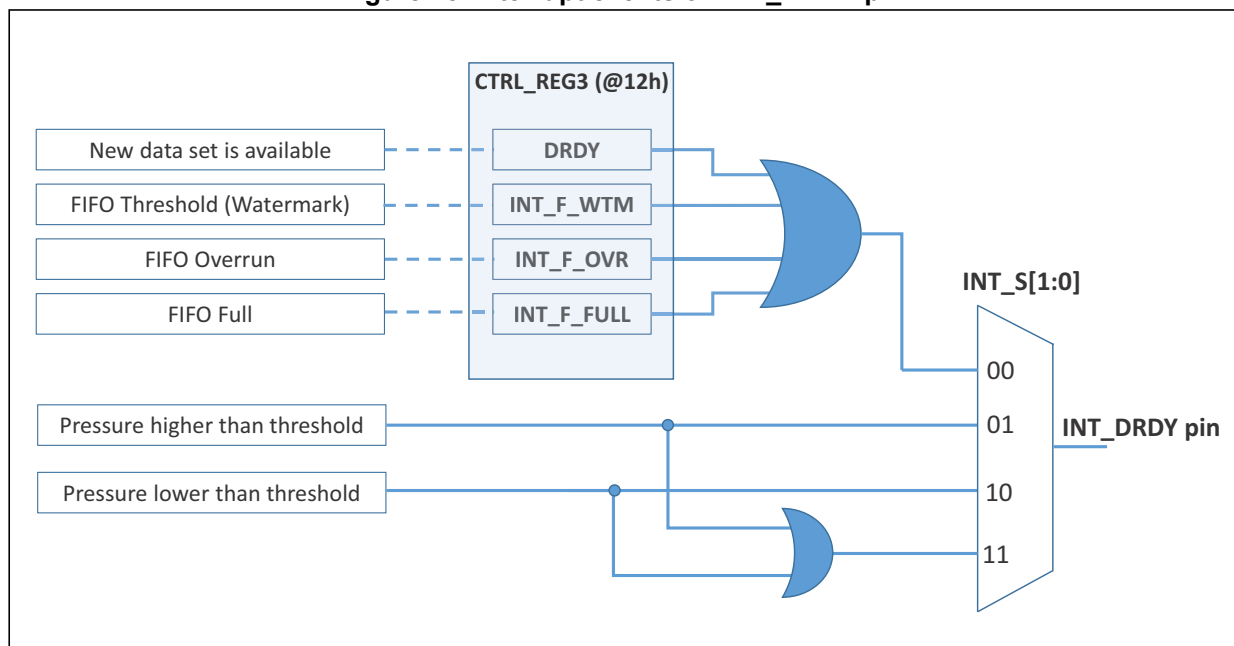 CTRL_REG3 (@12h)
New data set is available
DRDY
FIFO Threshold (Watermark)
INT_F_WTM
FIFO Overrun
INT_F_OVR
FIFO Full
INT_F_FULL
INT_S[1:0]
00
Pressure higher than threshold
01
INT_DRDY pin
Pressure lower than threshold
10
11